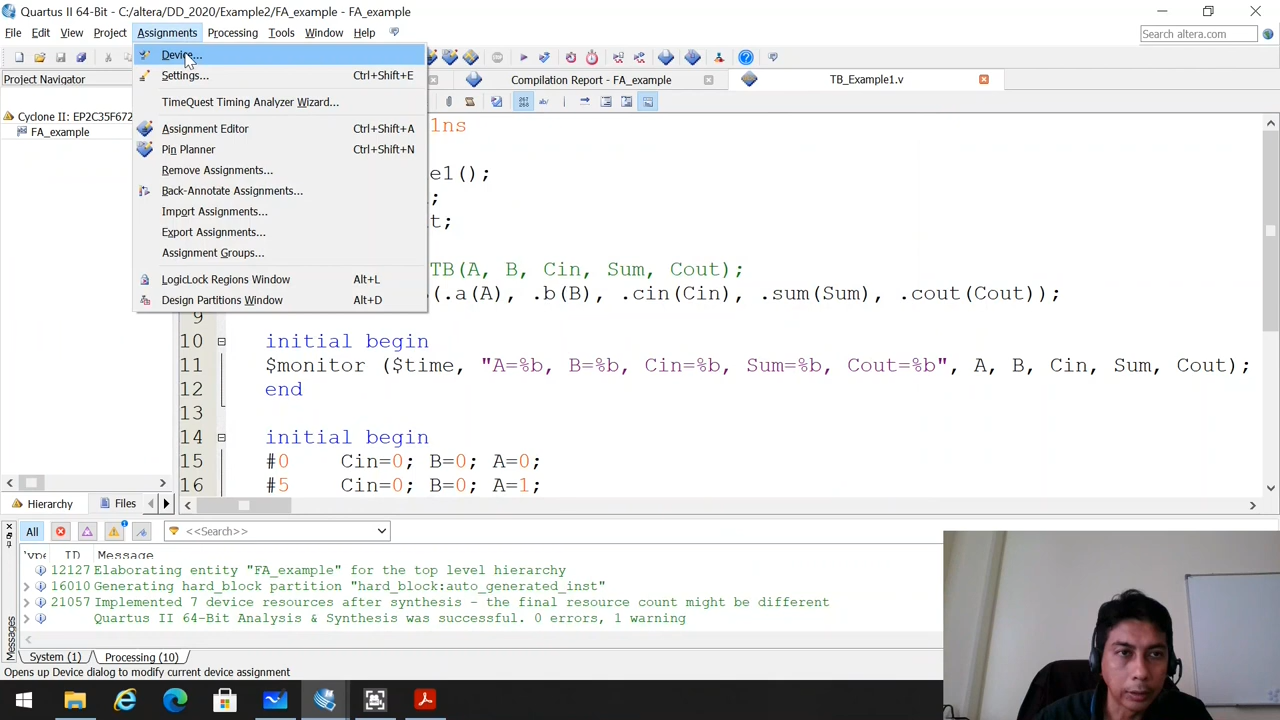 Quartus II 64-Bit - C:/altera/DD_2020/Example2/FA_example - FA_example
File Edit View Project Assignments Processing Tools Window Help
Search altera.com
Device...
Settings... Ctrl+Shift+E
TimeQuest Timing Analyzer Wizard...
Assignment Editor Ctrl+Shift+A
Pin Planner Ctrl+Shift+N
Remove Assignments...
Back-Annotate Assignments...
Import Assignments...
Export Assignments...
Assignment Groups...
LogicLock Regions Window Alt+L
Design Partitions Window Alt+D
Project Navigator
Compilation Report - FA_example
TB_Example1.v
Cyclone II: EP2C35F672
FA_example
1ns
e1();
;
t;
TB(A, B, Cin, Sum, Cout);
(.a(A), .b(B), .cin(Cin), .sum(Sum), .cout(Cout));
9
10 initial begin
11 $monitor ($time, "A=%b, B=%b, Cin=%b, Sum=%b, Cout=%b", A, B, Cin, Sum, Cout);
12 end
13
14 initial begin
15 #0 Cin=0; B=0; A=0;
16 #5 Cin=0; B=0; A=1;
Hierarchy Files
All <<Search>>
ID Message
12127 Elaborating entity "FA_example" for the top level hierarchy
16010 Generating hard_block partition "hard_block:auto_generated_inst"
21057 Implemented 7 device resources after synthesis - the final resource count might be different
Quartus II 64-Bit Analysis & Synthesis was successful. 0 errors, 1 warning
Messages
System (1) Processing (10)
Opens up Device dialog to modify current device assignment